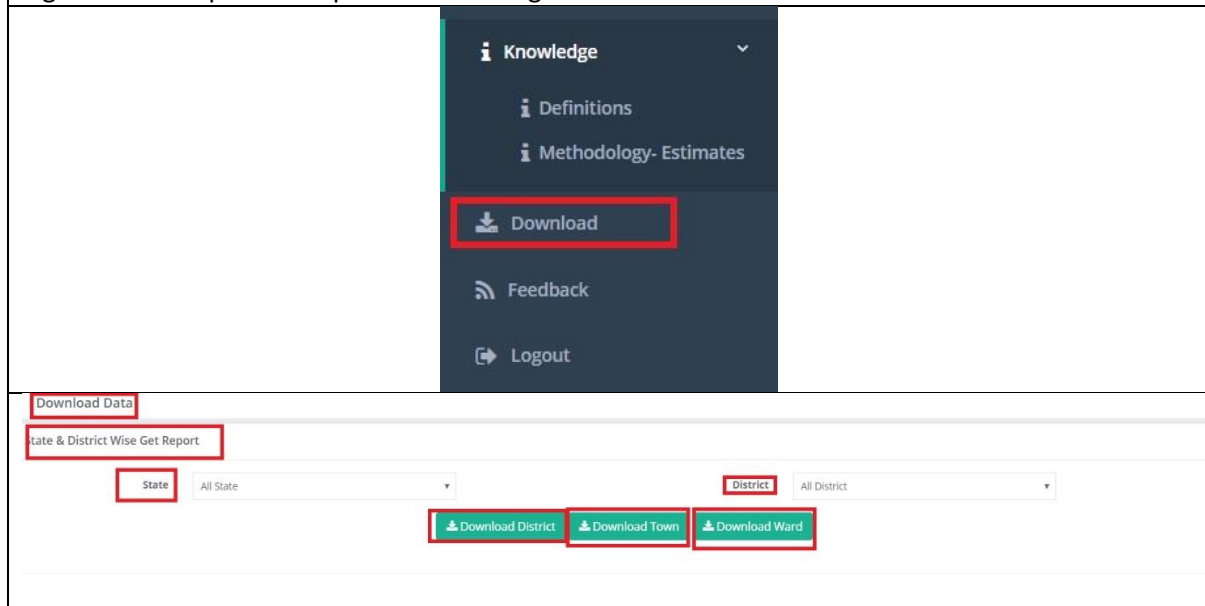 Knowledge
Definitions
Methodology- Estimates
Download
Feedback
Logout
Download Data
State & District Wise Get Report
State All State District All District
Download District Download Town Download Ward